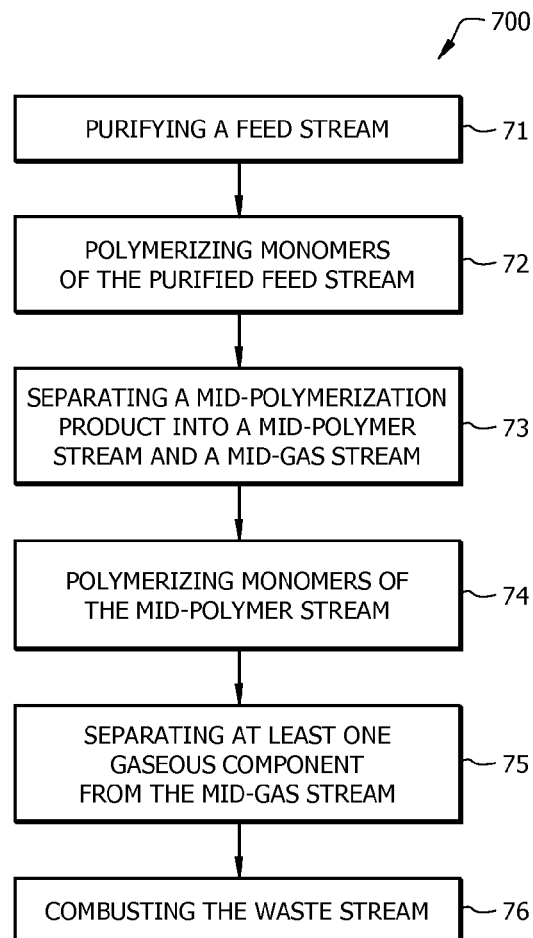 700
PURIFYING A FEED STREAM
71
POLYMERIZING MONOMERS
OF THE PURIFIED FEED STREAM
72
SEPARATING A MID-POLYMERIZATION
PRODUCT INTO A MID-POLYMER
STREAM AND A MID-GAS STREAM
73
POLYMERIZING MONOMERS OF
THE MID-POLYMER STREAM
74
SEPARATING AT LEAST ONE
GASEOUS COMPONENT
FROM THE MID-GAS STREAM
75
COMBUSTING THE WASTE STREAM
76